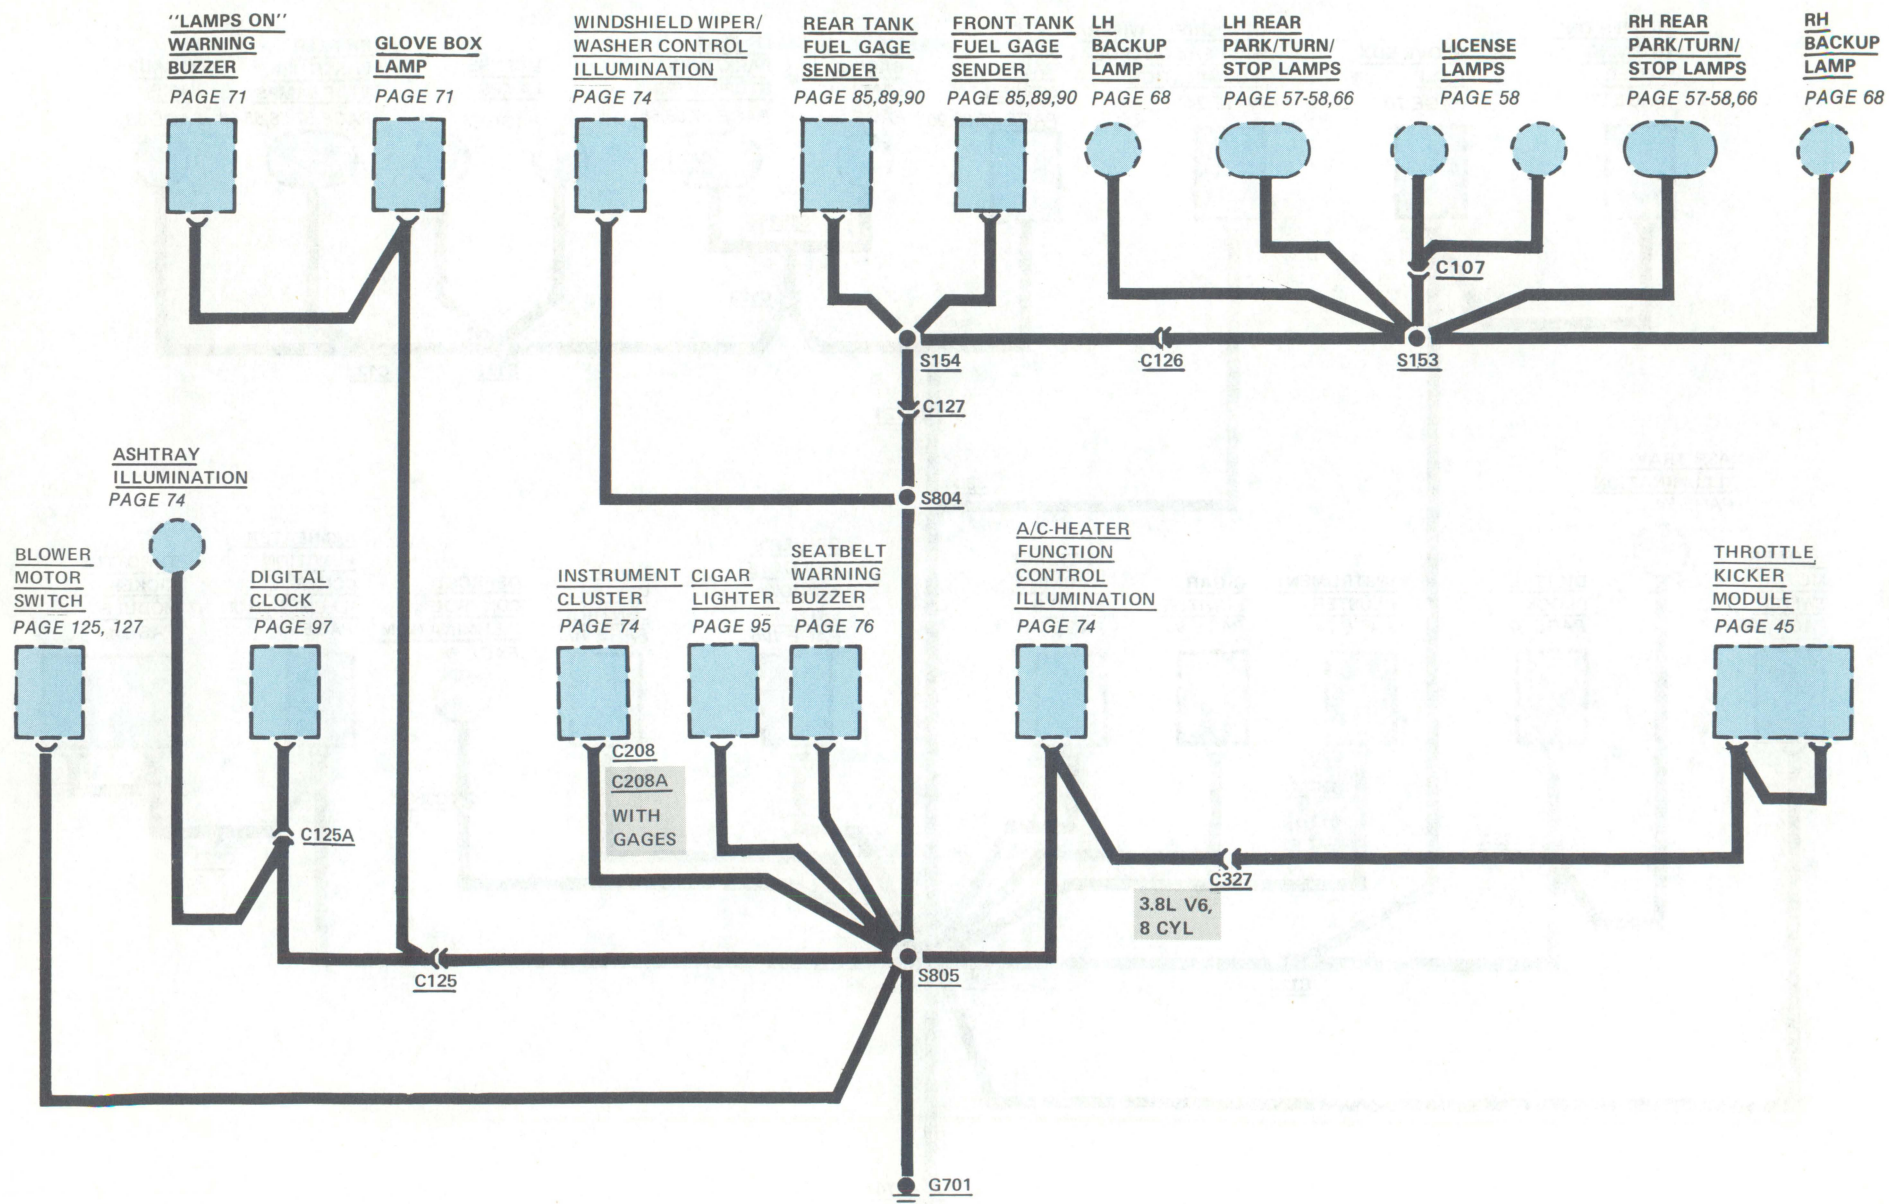 "LAMPS ON"
WARNING
BUZZER
PAGE 71
GLOVE BOX
LAMP
PAGE 71
WINDSHIELD WIPER/
WASHER CONTROL
ILLUMINATION
PAGE 74
REAR TANK
FUEL GAGE
SENDER
PAGE 85,89,90
FRONT TANK
FUEL GAGE
SENDER
PAGE 85,89,90
LH
BACKUP
LAMP
PAGE 68
LH REAR
PARK/TURN/
STOP LAMPS
PAGE 57-58,66
LICENSE
LAMPS
PAGE 58
RH REAR
PARK/TURN/
STOP LAMPS
PAGE 57-58,66
RH
BACKUP
LAMP
PAGE 68
C107
S154
C126
S153
C127
S804
ASHTRAY
ILLUMINATION
PAGE 74
BLOWER
MOTOR
SWITCH
PAGE 125, 127
DIGITAL
CLOCK
PAGE 97
INSTRUMENT
CLUSTER
PAGE 74
CIGAR
LIGHTER
PAGE 95
SEATBELT
WARNING
BUZZER
PAGE 76
A/C-HEATER
FUNCTION
CONTROL
ILLUMINATION
PAGE 74
THROTTLE
KICKER
MODULE
PAGE 45
C208
C208A
WITH
GAGES
C125A
C327
3.8L V6,
8 CYL
C125
S805
G701